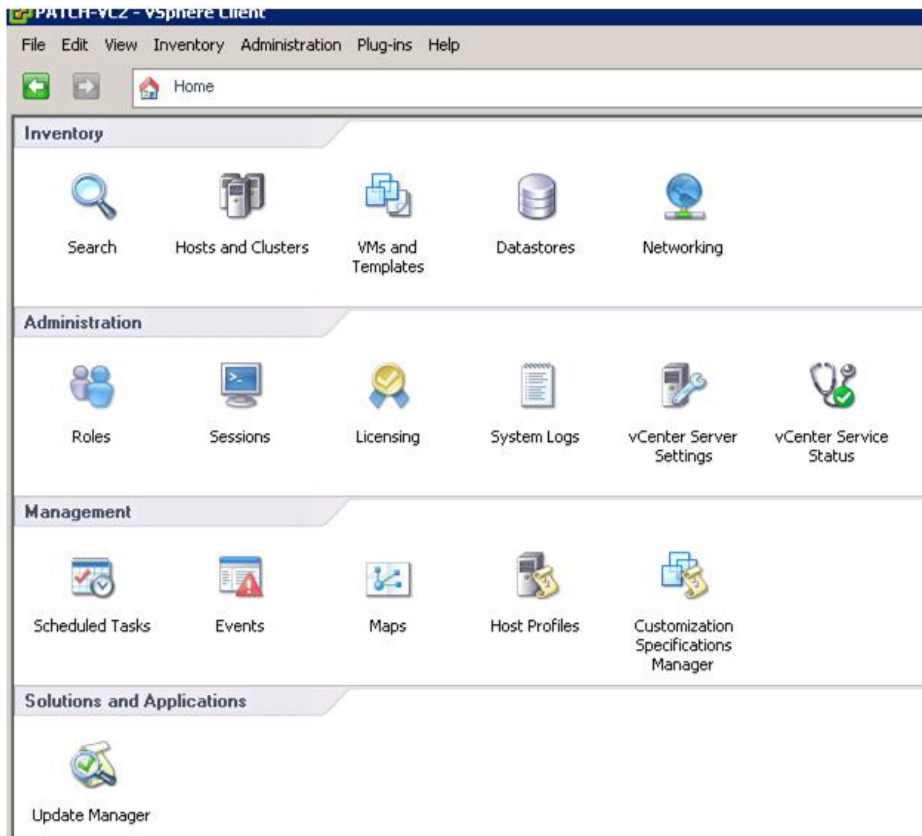 PATCH-VC2 - vSphere Client
File Edit View Inventory Administration Plug-ins Help
Home
Inventory
Search Hosts and Clusters VMs and Datastores Networking
Templates
Administration
Roles Sessions Licensing System Logs vCenter Server vCenter Service
Settings Status
Management
Scheduled Tasks Events Maps Host Profiles Customization
Specifications
Manager
Solutions and Applications
Update Manager